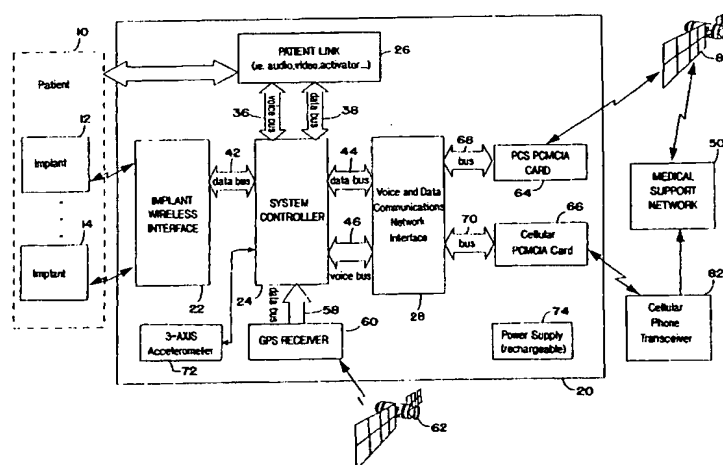 10
Patient
12
Implant
14
Implant
PATIENT LINK
(ie. audio,video,activator...)
26
voice bus
36
data bus
38
IMPLANT
WIRELESS
INTERFACE
22
42
data bus
SYSTEM
CONTROLLER
24
44
data bus
46
voice bus
Voice and Data
Communications
Network
Interface
28
68
bus
PCS PCMCIA
CARD
64
70
bus
66
Cellular
PCMCIA Card
MEDICAL
SUPPORT
NETWORK
50
82
Cellular
Phone
Transceiver
3-AXIS
Accelerometer
72
data bus
58
GPS RECEIVER
60
62
74
Power Supply
(rechargeable)
20